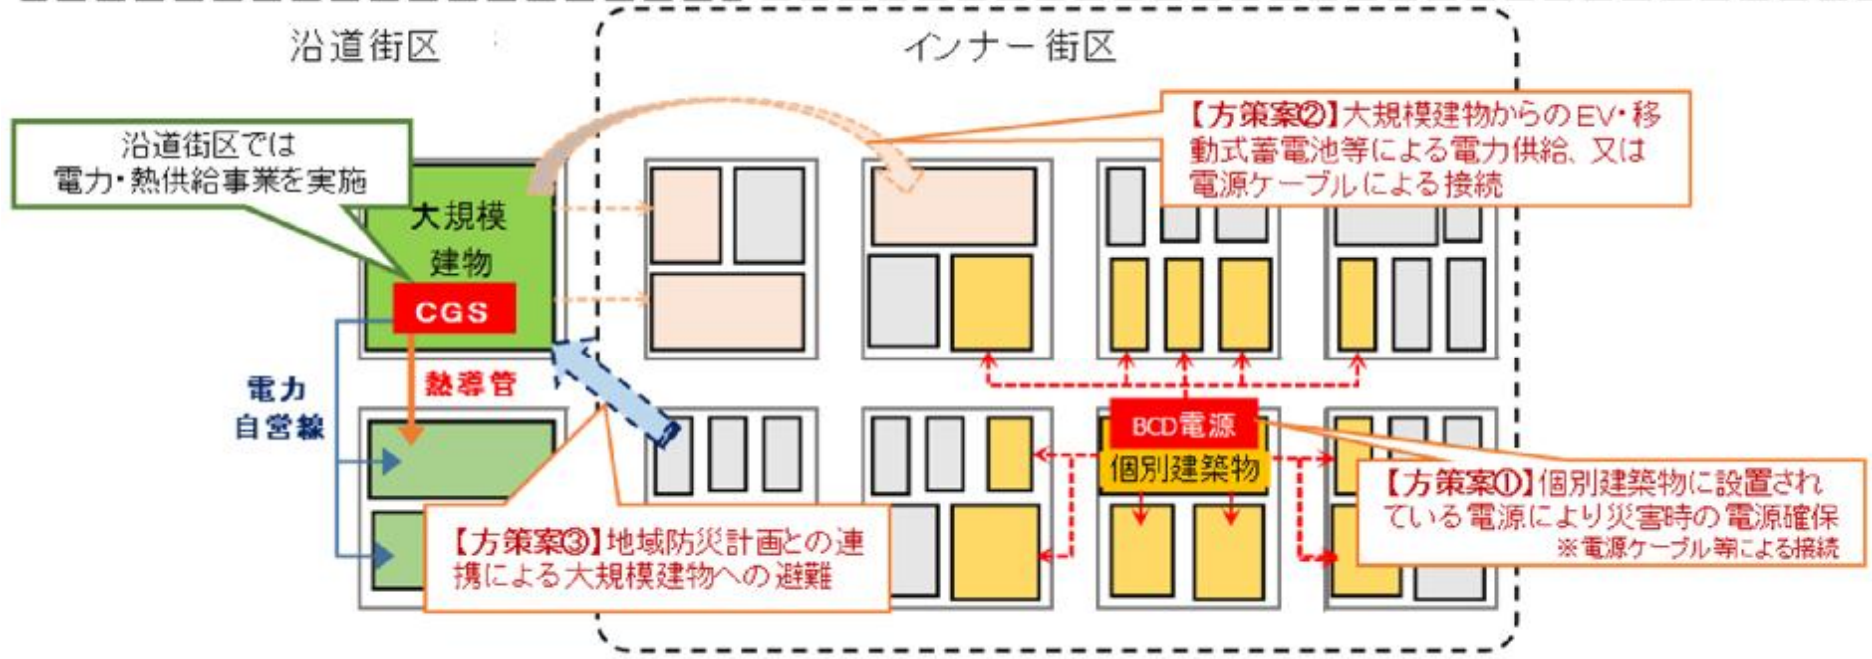 沿道街区
インナー街区
沿道街区では
電力・熱供給事業を実施
【方策案②】大規模建物からのEV・移
動式蓄電池等による電力供給、又は
電源ケーブルによる接続
大規模
建物
CGS
熱導管
電力
自営線
BCD電源
個別建築物
【方策案①】個別建築物に設置され
ている電源により災害時の電源確保
※電源ケーブル等による接続
【方策案③】地域防災計画との連
携による大規模建物への避難